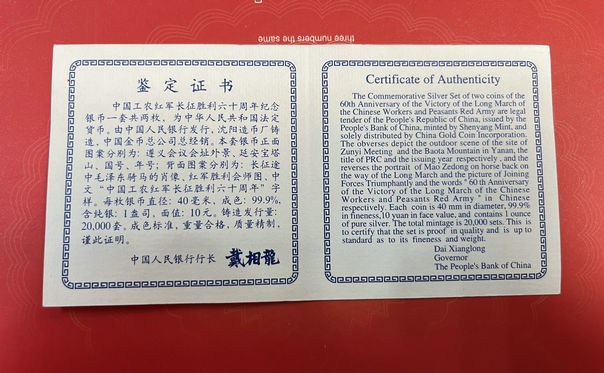 three numbers the same
鉴定证书
中国工农红军长征胜利六十周年纪念
银币一套共两枚，为中华人民共和国法定
货币。由中国人民银行发行，沈阳造币厂铸
造，中国金币总公司总经销。本套银币正面
图案分别为：遵义会议会址外景、延安宝塔
山、国号、年号；背面图案分别为：长征途
中毛泽东骑马的肖像、红军胜利会师图、中
文“中国工农红军长征胜利六十周年”字
样。每枚银币直径：40毫米，成色：99.9%，
含纯银：1盎司，面值：10元，铸造发行量：
20,000套。成色标准，重量合格，质量精制，
谨此证明。
中国人民银行行长 戴相龍
Certificate of Authenticity
The Commemorative Silver Set of two coins of the
60th Anniversary of the Victory of the Long March of
the Chinese Workers and Peasants Red Army are legal
tender of the People's Republic of China, issued by the
People's Bank of China, minted by Shenyang Mint, and
solely distributed by China Gold Coin Incorporation.
The obverses depict the outdoor scene of the site of
Zunyi Meeting and the Baota Mountain in Yanan, the
title of PRC and the issuing year respectively , and the
reverses the portrait of Mao Zedong on horse back on
the way of the Long March and the picture of Joining
Forces Triumphantly and the words " 60 th Anniversary
of the Victory of the Long March of the Chinese
Workers and Peasants Red Army " in Chinese
respectively. Each coin is 40 mm in diameter, 99.9%
in fineness,10 yuan in face value, and contains 1 ounce
of pure silver. The total mintage is 20,000 sets. This is
to certify that the set is proof in quality and is up to
standard as to its fineness and weight.
Dai Xianglong
Governor
The People's Bank of China